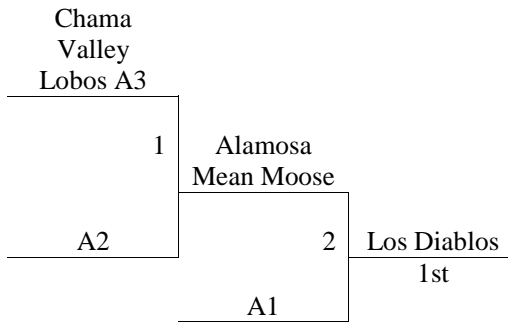 Chama
Valley
Lobos A3
1
Alamosa
Mean Moose
A2
2
Los Diablos
1st
A1